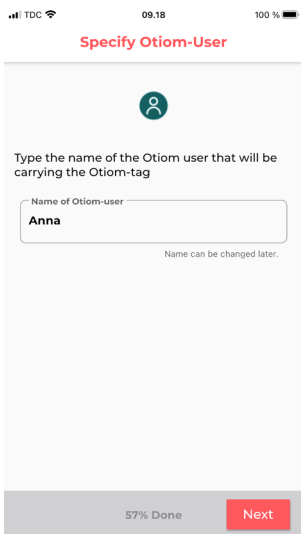 TDC 09.18 100 %
Specify Otiom-User
Type the name of the Otiom user that will be
carrying the Otiom-tag
Name of Otiom-user
Anna
Name can be changed later.
57% Done Next